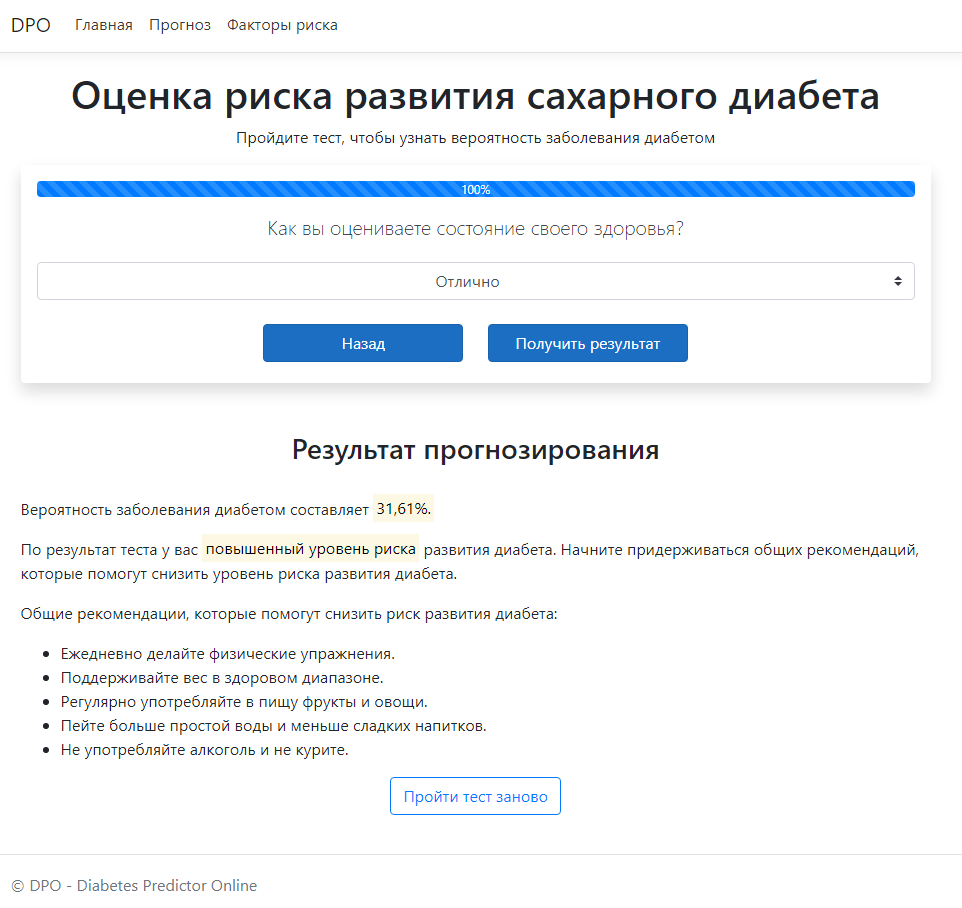 DPO Главная Прогноз Факторы риска
Оценка риска развития сахарного диабета
Пройдите тест, чтобы узнать вероятность заболевания диабетом
100%
Как вы оцениваете состояние своего здоровья?
Отлично
Назад Получить результат
Результат прогнозирования
Вероятность заболевания диабетом составляет 31,61%.
По результат теста у вас повышенный уровень риска развития диабета. Начните придерживаться общих рекомендаций,
которые помогут снизить уровень риска развития диабета.
Общие рекомендации, которые помогут снизить риск развития диабета:
• Ежедневно делайте физические упражнения.
• Поддерживайте вес в здоровом диапазоне.
• Регулярно употребляйте в пищу фрукты и овощи.
• Пейте больше простой воды и меньше сладких напитков.
• Не употребляйте алкоголь и не курите.
Пройти тест заново
© DPO - Diabetes Predictor Online